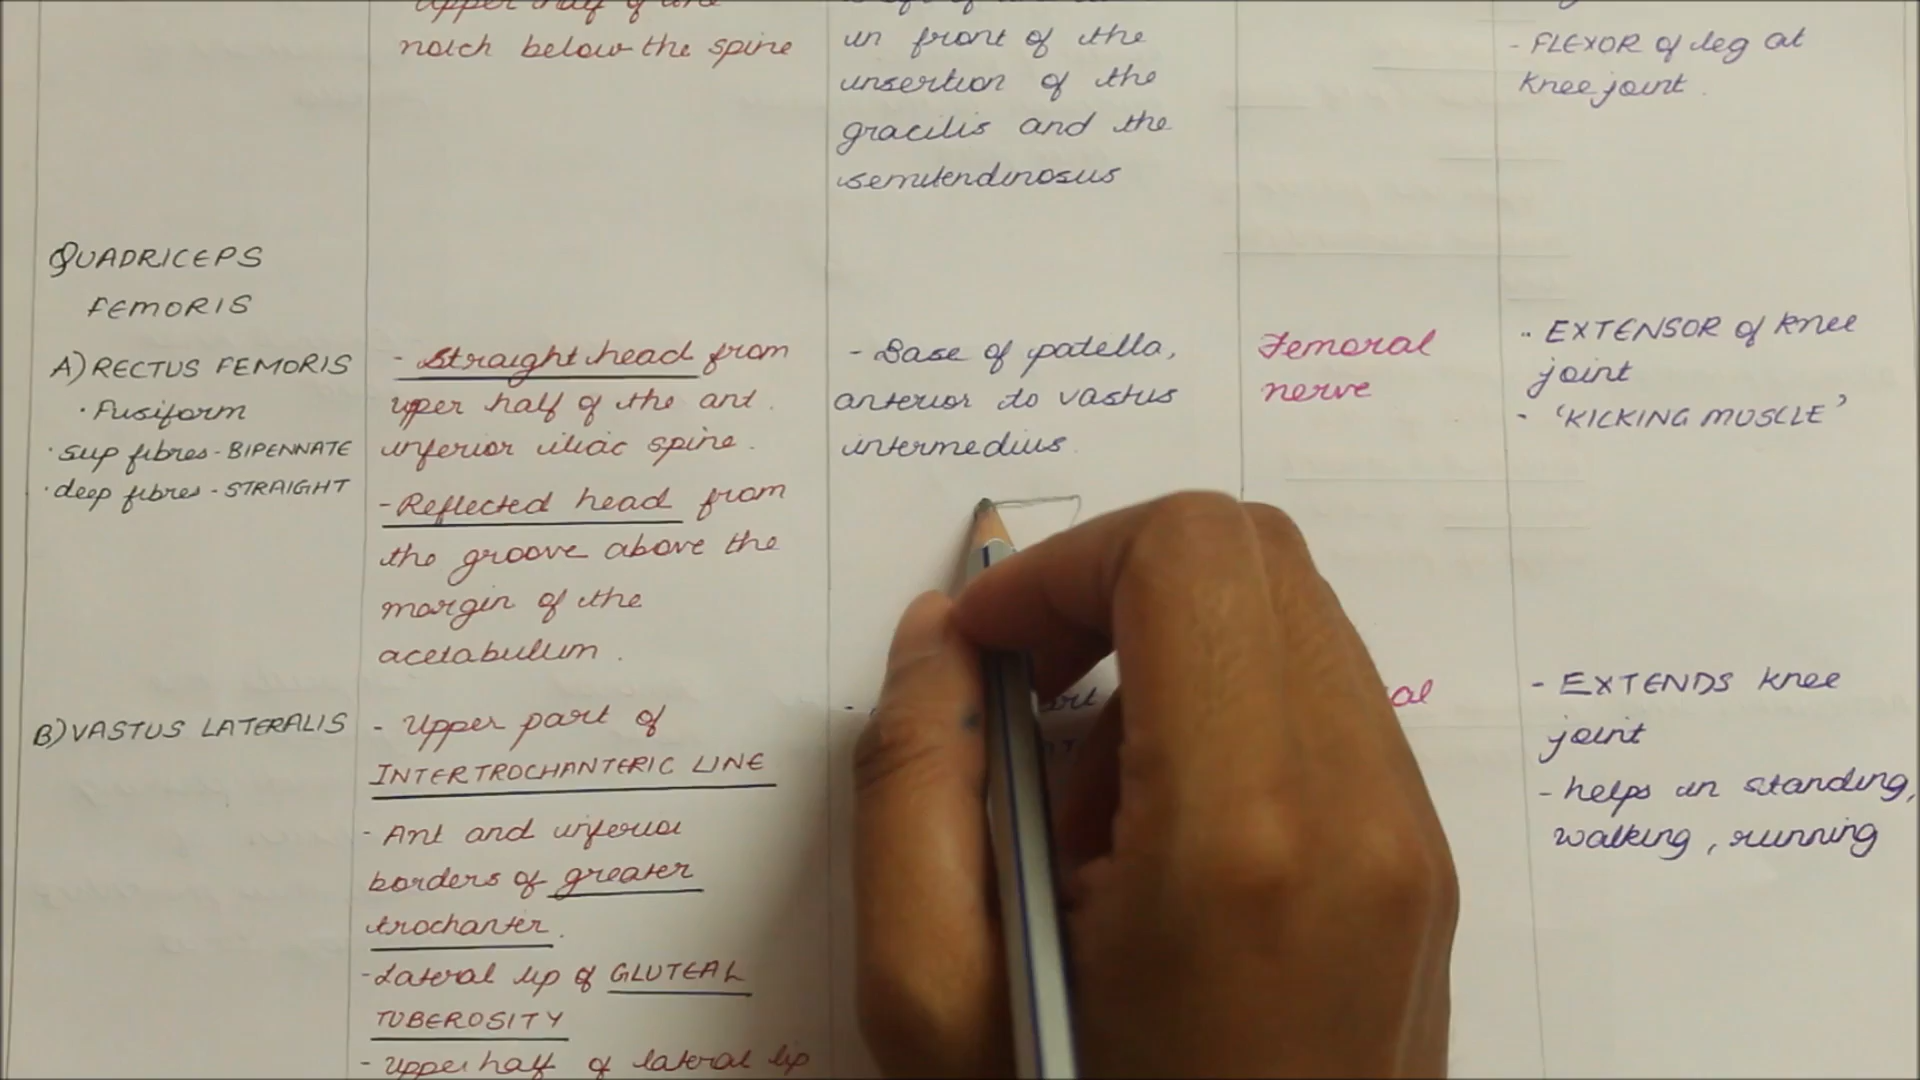 notch below the spine
in front of the
insertion of the
gracilis and the
semitendinosus
- FLEXOR of leg at
knee joint.
QUADRICEPS
FEMORIS
A) RECTUS FEMORIS
• Fusiform
• sup fibres - BIPENNATE
• deep fibres - STRAIGHT
- Straight head from
upper half of the ant.
inferior iliac spine.
- Reflected head from
the groove above the
margin of the
acetabulum.
- Base of patella,
anterior to vastus
intermedius.
Femoral
nerve
- EXTENSOR of knee
joint
- 'KICKING MUSCLE'
B) VASTUS LATERALIS
- Upper part of
INTERTROCHANTERIC LINE
- Ant and inferior
borders of greater
trochanter.
- Lateral lip of GLUTEAL
TUBEROSITY
- Upper half of lateral lip
- EXTENDS knee
joint
- helps in standing,
walking, running